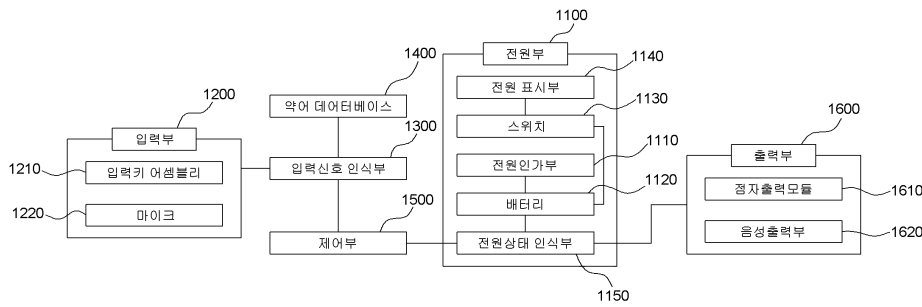 1100
전원부
1140
전원 표시부
1400
약어 데어터베이스
1130
스위치
1200
입력부
1300
1600
출력부
1210
입력키 어셈블리
입력신호 인식부
1110
전원인가부
점자출력모듈
1610
1220
마이크
1500
1120
배터리
음성출력부
1620
제어부
전원상태 인식부
1150